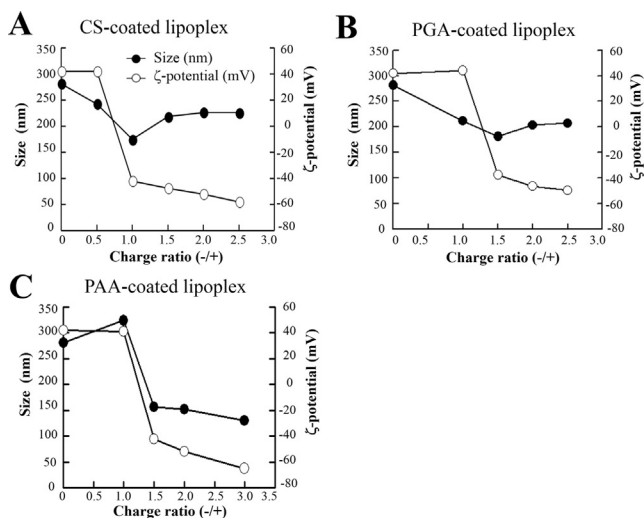 A
CS-coated lipoplex
350
300
250
200
150
100
50
0
Size (nm)
60
40
20
0
-20
-40
-60
-80
ζ-potential (mV)
Size (nm)
ζ-potential (mV)
0 0.5 1.0 1.5 2.0 2.5 3.0
Charge ratio (-/+)
B
PGA-coated lipoplex
350
300
250
200
150
100
50
0
Size (nm)
60
40
20
0
-20
-40
-60
-80
ζ-potential (mV)
0 1.0 1.5 2.0 2.5 3.0
Charge ratio (-/+)
C
PAA-coated lipoplex
350
300
250
200
150
100
50
0
Size (nm)
60
40
20
0
-20
-40
-60
-80
ζ-potential (mV)
0 1.0 1.5 2.0 3.0 3.5
Charge ratio (-/+)